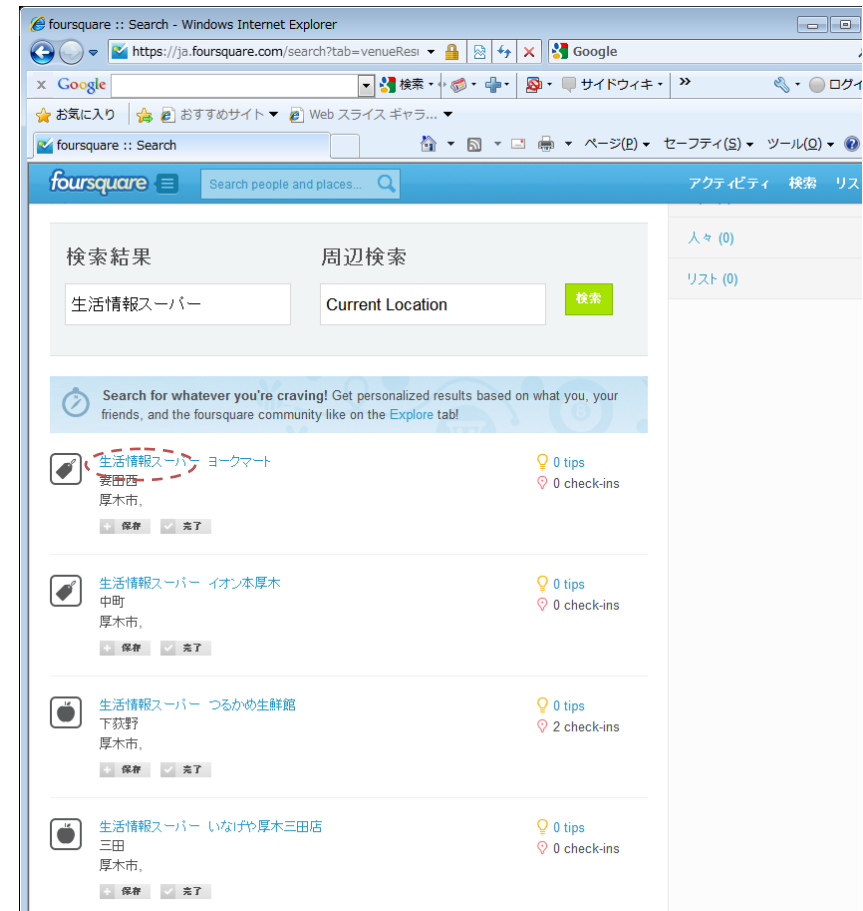 foursquare :: Search - Windows Internet Explorer
https://ja.foursquare.com/search?tab=venueResu
Google
x Google
検索
サイドウィキ
»
ログイ
お気に入り
おすすめサイト
Web スライス ギャラ...
foursquare :: Search
ページ(P)
セーフティ(S)
ツール(O)
foursquare
Search people and places...
アクティビティ
検索
リス
人々 (0)
リスト (0)
検索結果
周辺検索
生活情報スーパー
Current Location
検索
Search for whatever you're craving! Get personalized results based on what you, your
friends, and the foursquare community like on the Explore tab!
生活情報スーパー ヨークマート
0 tips
妻田西
0 check-ins
厚木市,
保存
完了
生活情報スーパー イオン本厚木
0 tips
中町
0 check-ins
厚木市,
保存
完了
生活情報スーパー つるかめ生鮮館
0 tips
下荻野
2 check-ins
厚木市,
保存
完了
生活情報スーパー いなげや厚木三田店
0 tips
三田
0 check-ins
厚木市,
保存
完了